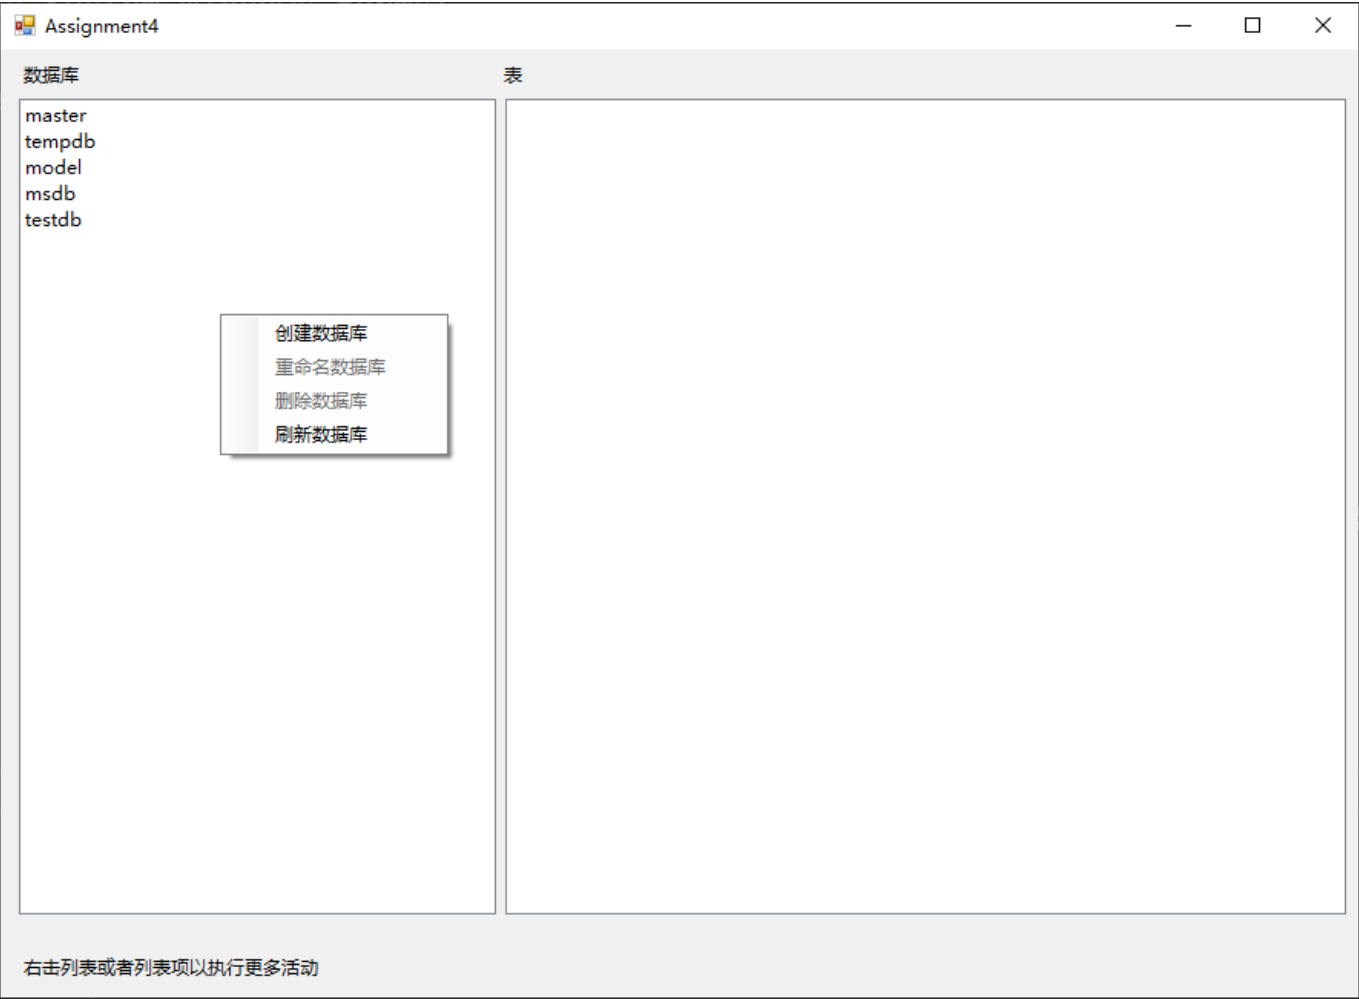 Assignment4
数据库
表
master
tempdb
model
msdb
testdb
创建数据库
重命名数据库
删除数据库
刷新数据库
右击列表或者列表项以执行更多活动